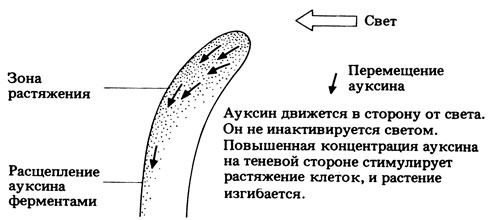 Свет
Зона
растяжения
Перемещение
ауксина
Ауксин движется в сторону от света.
Он не инактивируется светом.
Повышенная концентрация ауксина
на теневой стороне стимулирует
растяжение клеток, и растение
изгибается.
Расщепление
ауксина
ферментами